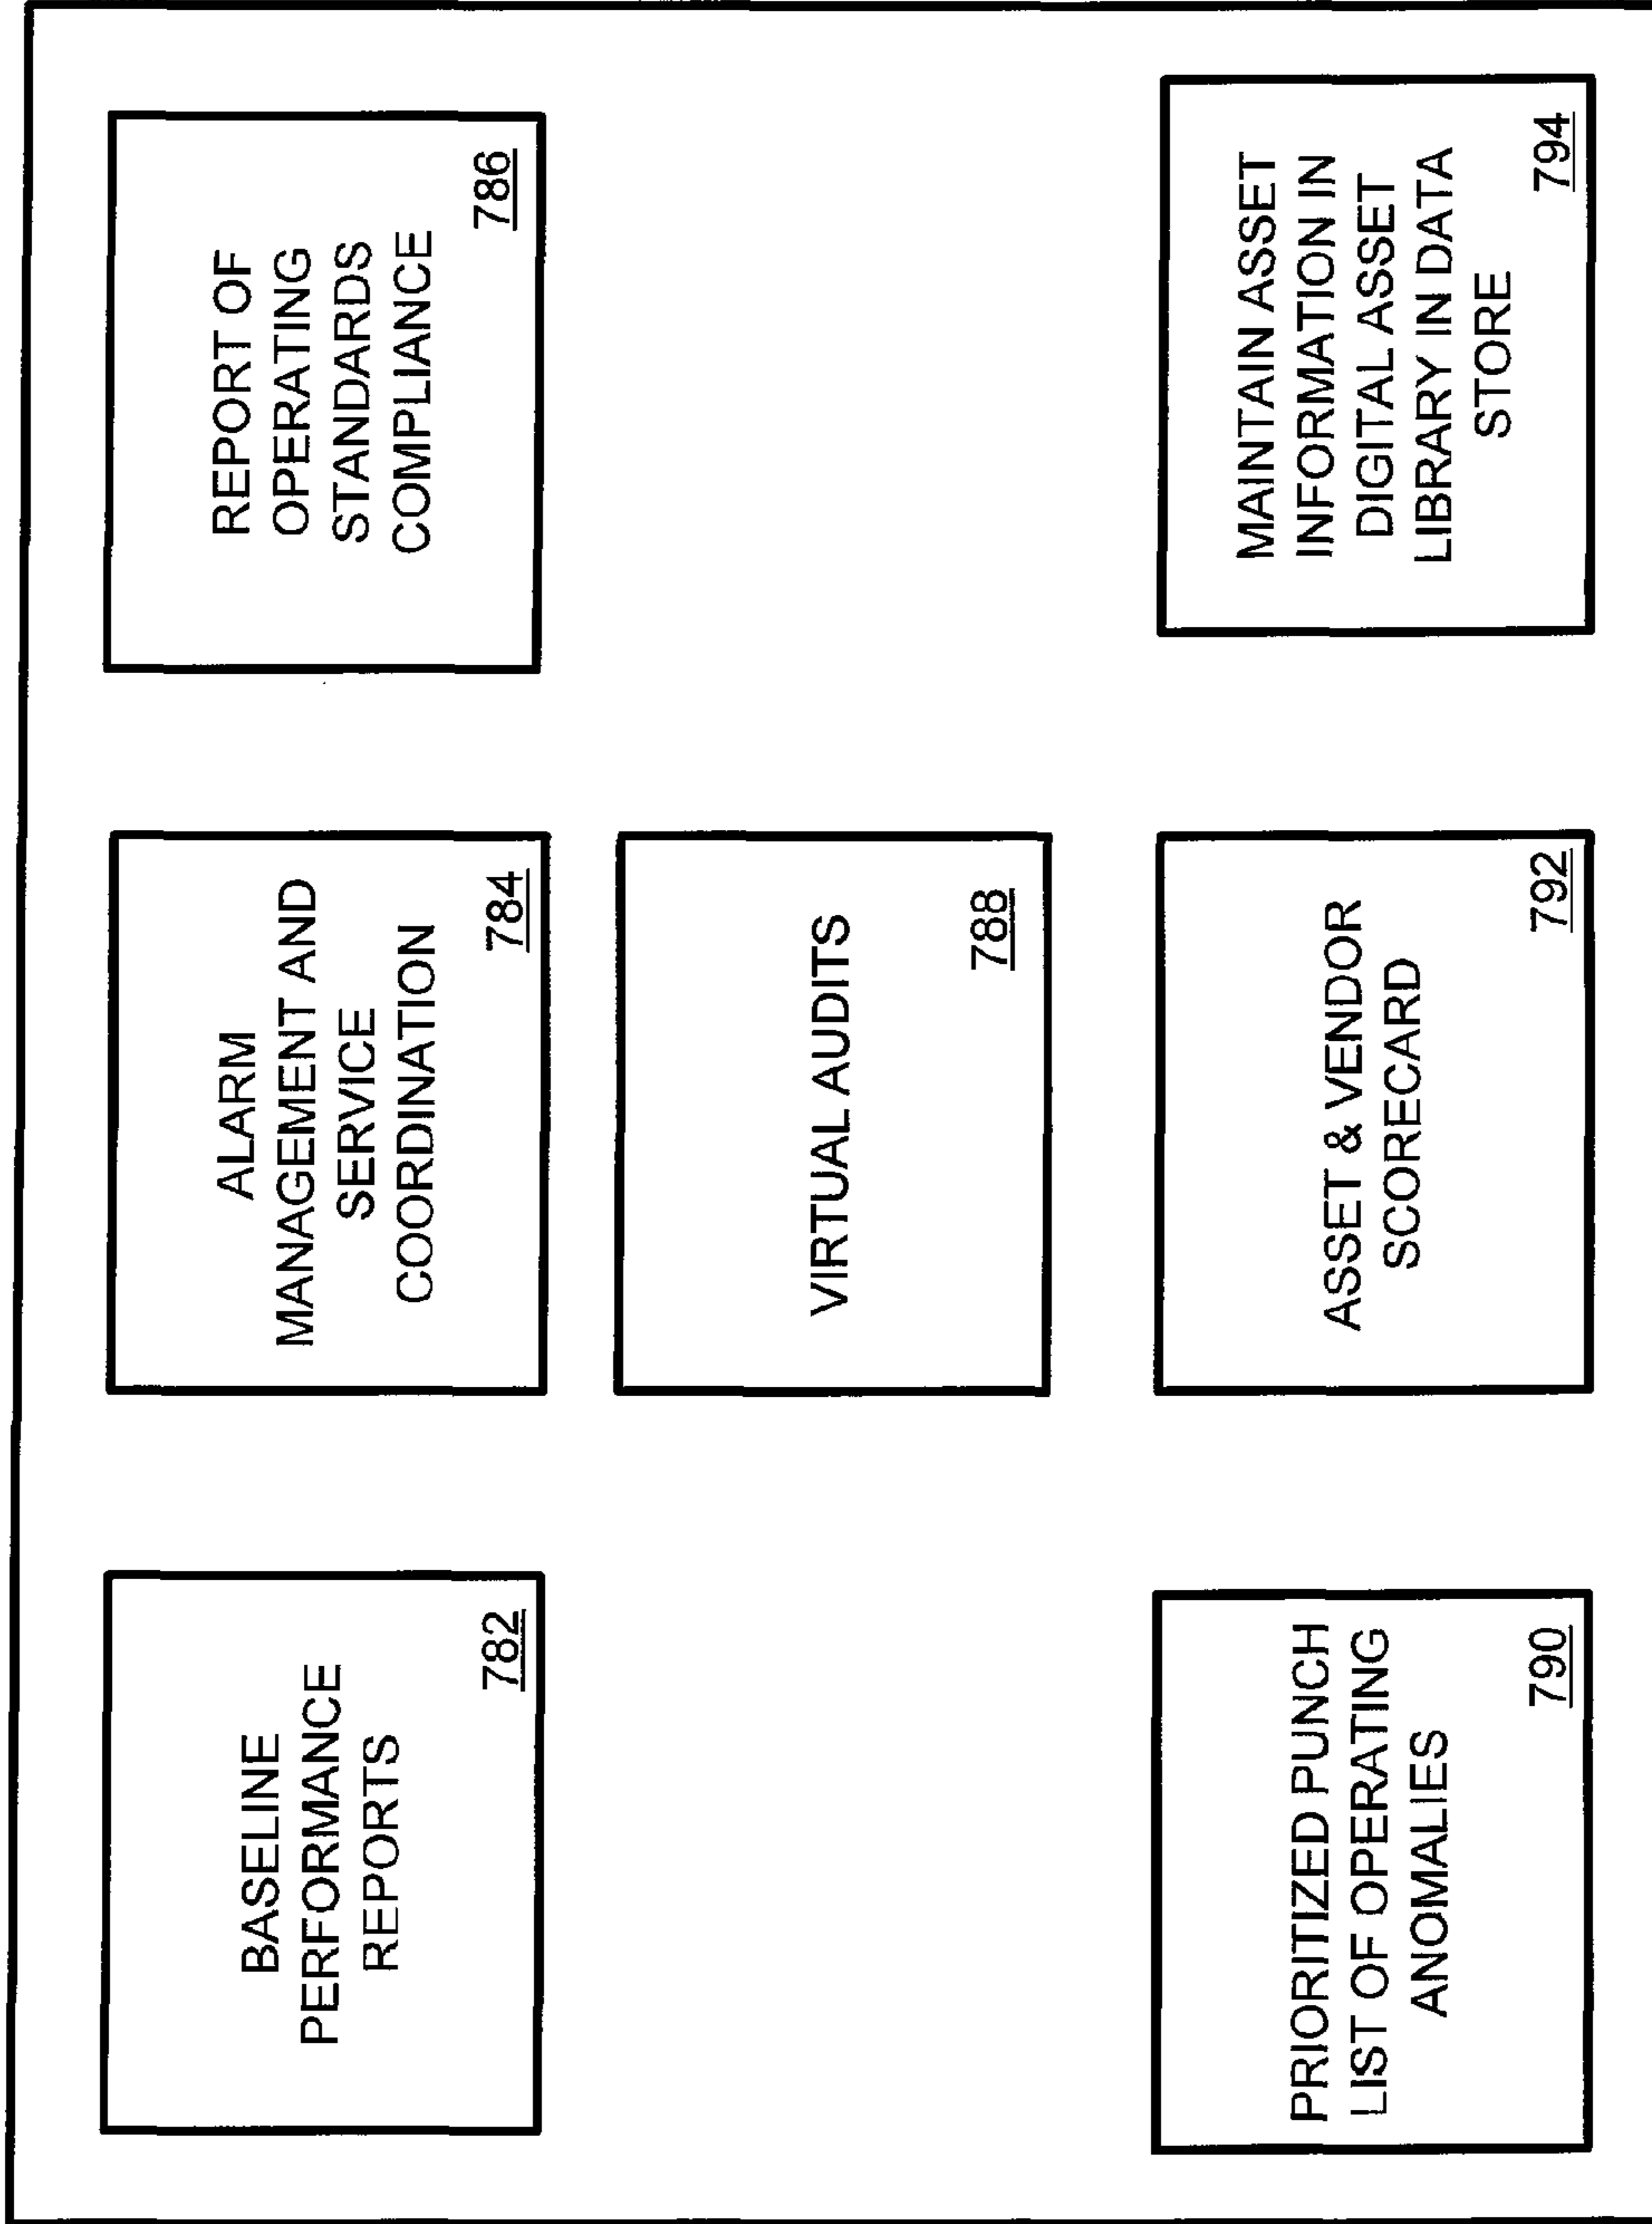 BASELINE
PERFORMANCE
REPORTS
782
ALARM
MANAGEMENT AND
SERVICE
COORDINATION
784
REPORT OF
OPERATING
STANDARDS
COMPLIANCE
786
VIRTUAL AUDITS
788
PRIORITIZED PUNCH
LIST OF OPERATING
ANOMALIES
790
ASSET & VENDOR
SCORECARD
792
MAINTAIN ASSET
INFORMATION IN
DIGITAL ASSET
LIBRARY IN DATA
STORE
794